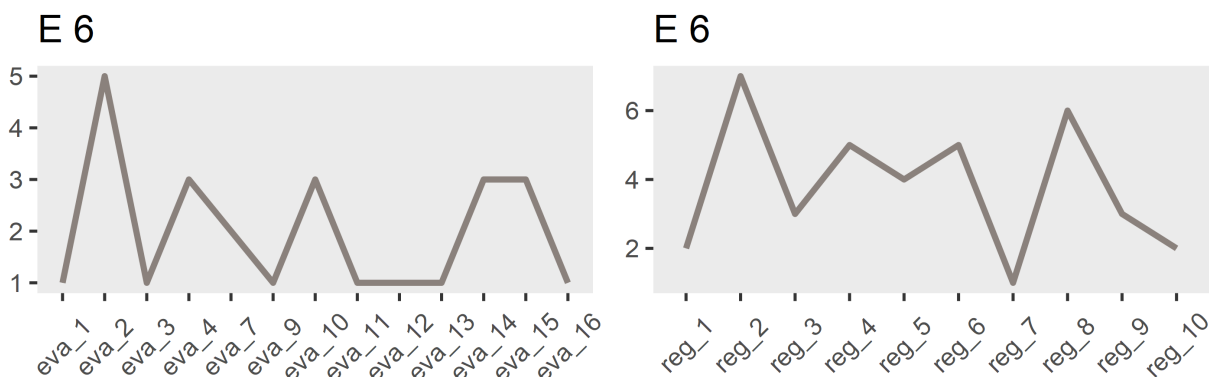 E 6
5
4
3
2
1
eva_1
eva_2
eva_3
eva_4
eva_7
eva_9
eva_10
eva_11
eva_12
eva_13
eva_14
eva_15
eva_16
E 6
6
4
2
reg_1
reg_2
reg_3
reg_4
reg_5
reg_6
reg_7
reg_8
reg_9
reg_10